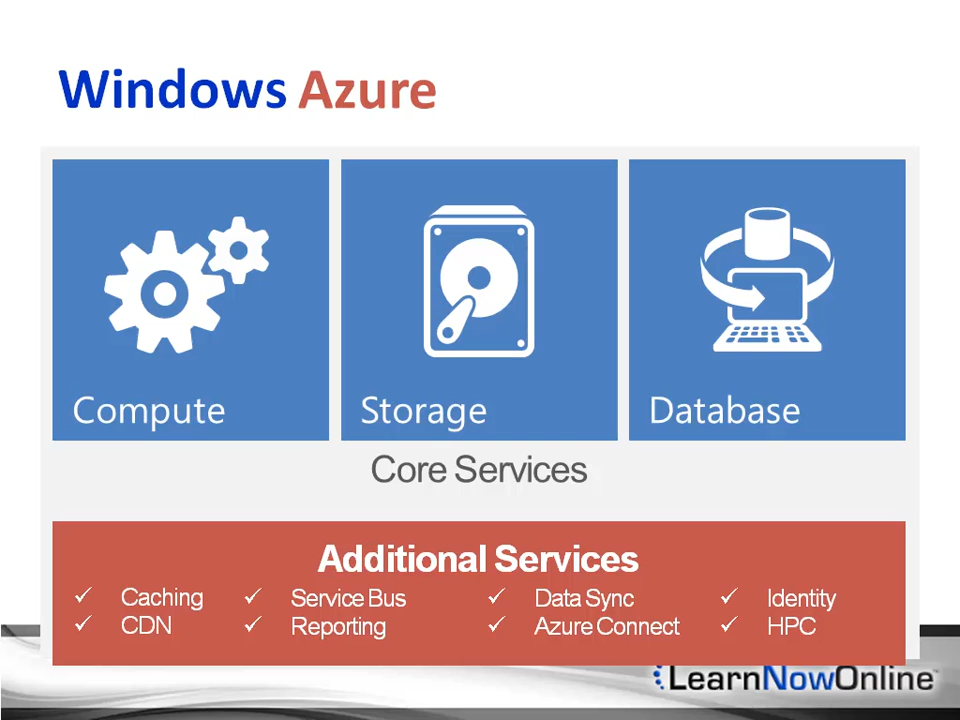 Windows Azure
Compute
Storage
Database
Core Services
Additional Services
Caching Service Bus Data Sync Identity
CDN Reporting Azure Connect HPC
LearnNowOnline